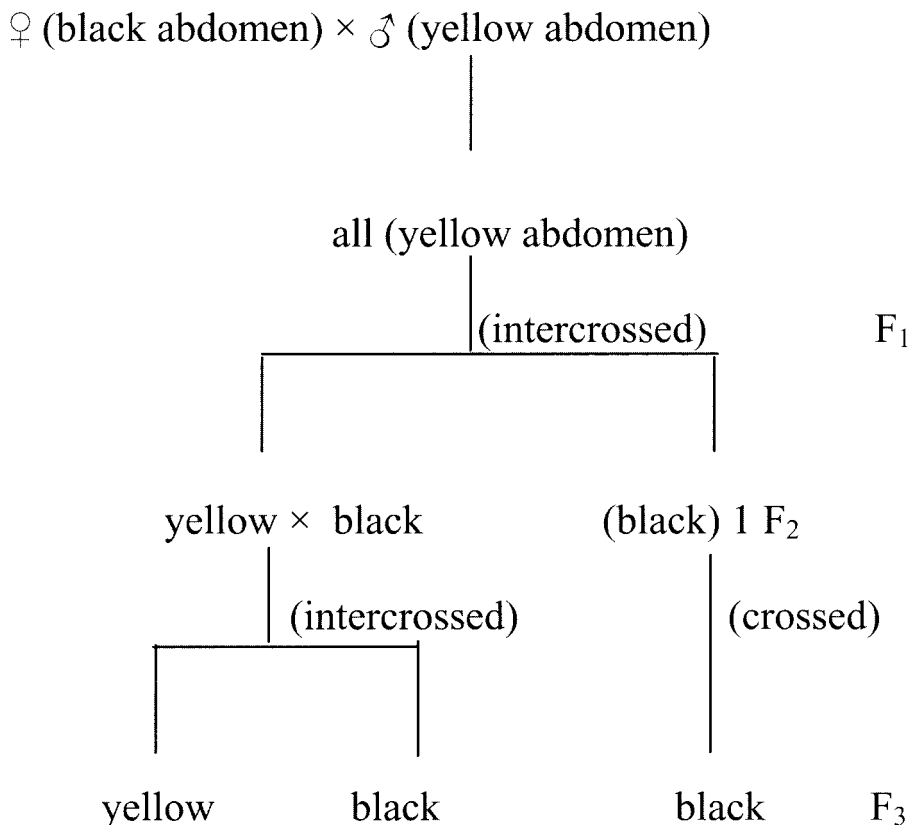 ♀ (black abdomen) × ♂ (yellow abdomen)
all (yellow abdomen)
(intercrossed) F₁
yellow × black (black) 1 F₂
(intercrossed) (crossed)
yellow black black F₃